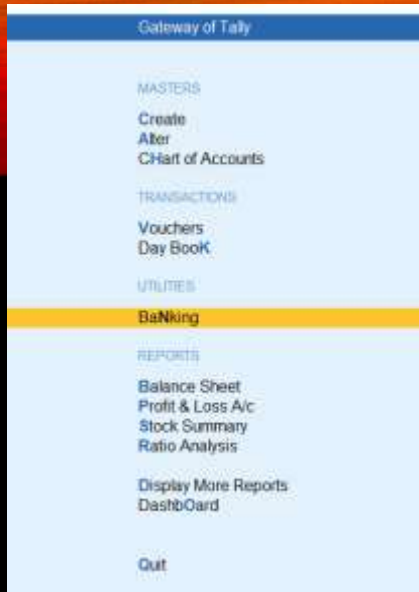 Gateway of Tally
MASTERS
Create
Alter
CHart of Accounts
TRANSACTIONS
Vouchers
Day BooK
UTILITIES
BaNking
REPORTS
Balance Sheet
Profit & Loss A/c
Stock Summary
Ratio Analysis
Display More Reports
DashbOard
Quit